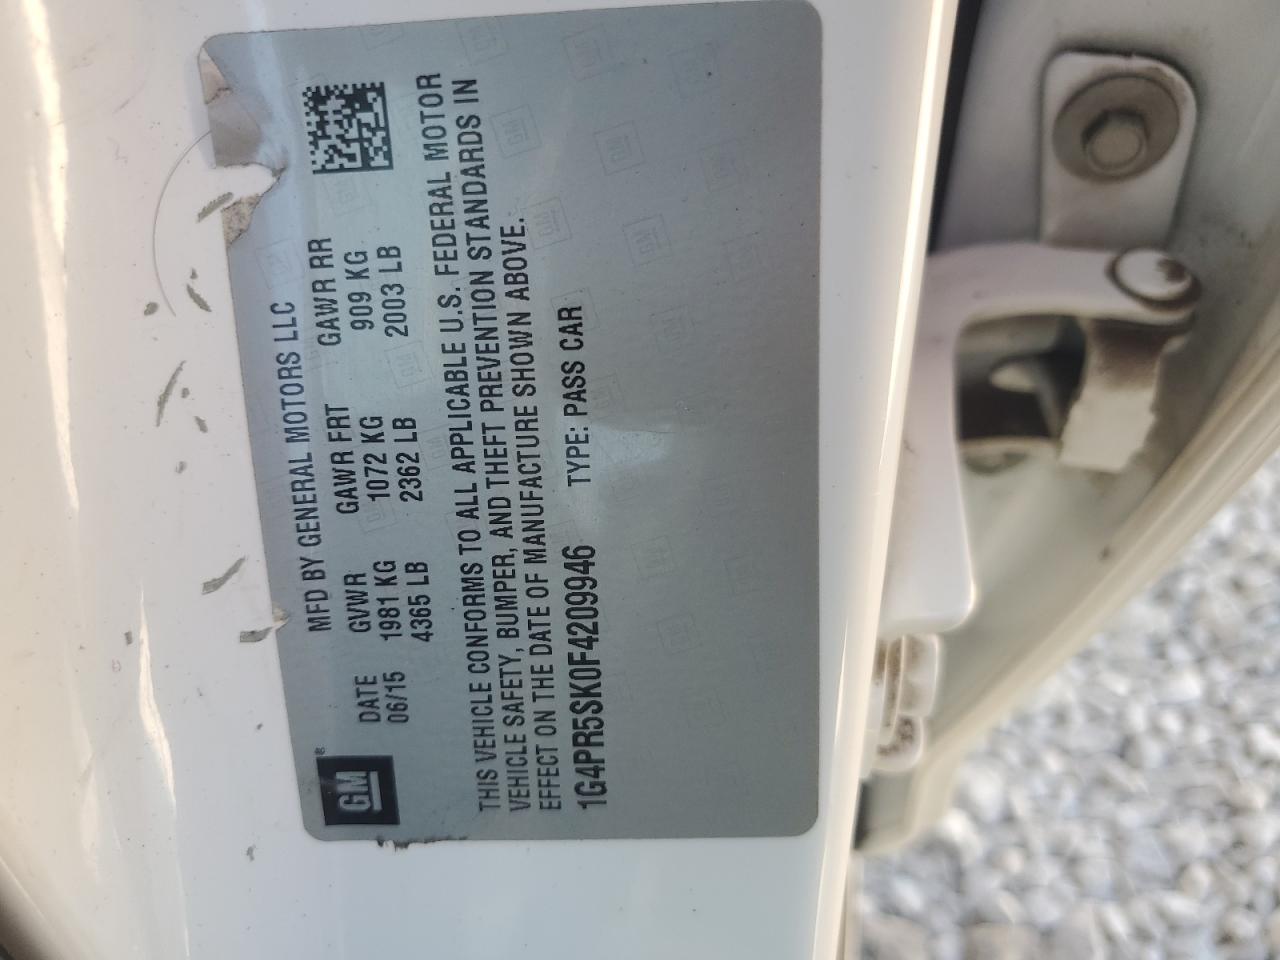 GM®
MFD BY GENERAL MOTORS LLC
DATE GVWR GAWR FRT GAWR RR
06/15 1981 KG 1072 KG 909 KG
4365 LB 2362 LB 2003 LB
THIS VEHICLE CONFORMS TO ALL APPLICABLE U.S. FEDERAL MOTOR
VEHICLE SAFETY, BUMPER, AND THEFT PREVENTION STANDARDS IN
EFFECT ON THE DATE OF MANUFACTURE SHOWN ABOVE.
1G4PR5SK0F4209946 TYPE: PASS CAR